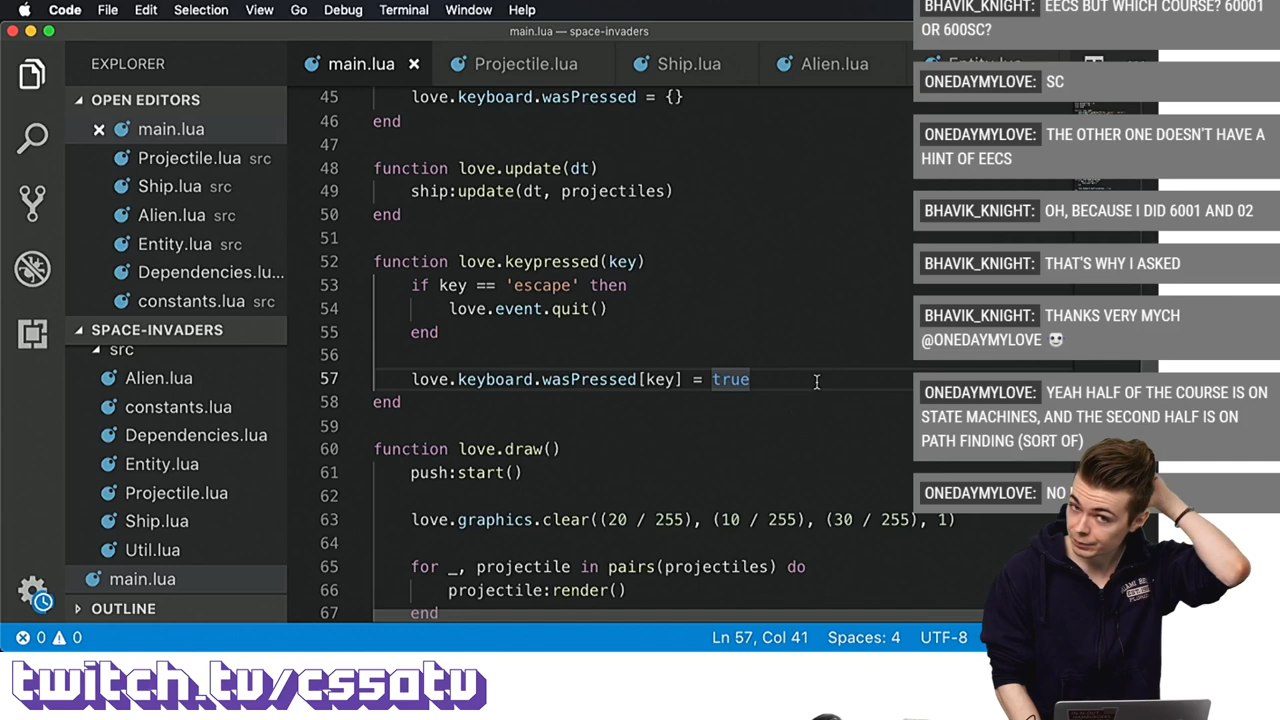 Code File Edit Selection View Go Debug Terminal Window Help
main.lua — space-invaders
EXPLORER
OPEN EDITORS
main.lua
Projectile.lua src
Ship.lua src
Alien.lua src
Entity.lua src
Dependencies.lu...
constants.lua src
SPACE-INVADERS
src
Alien.lua
constants.lua
Dependencies.lua
Entity.lua
Projectile.lua
Ship.lua
Util.lua
main.lua
OUTLINE
main.lua Projectile.lua Ship.lua Alien.lua Entity.lua
45 love.keyboard.wasPressed = {}
46 end
47
48 function love.update(dt)
49 ship:update(dt, projectiles)
50 end
51
52 function love.keypressed(key)
53 if key == 'escape' then
54 love.event.quit()
55 end
56
57 love.keyboard.wasPressed[key] = true
58 end
59
60 function love.draw()
61 push:start()
62
63 love.graphics.clear((20 / 255), (10 / 255), (30 / 255), 1)
64
65 for _, projectile in pairs(projectiles) do
66 projectile:render()
67 end
BHAVIK_KNIGHT: EECS BUT WHICH COURSE? 60001
OR 600SC?
ONEDAYMYLOVE: SC
ONEDAYMYLOVE: THE OTHER ONE DOESN'T HAVE A
HINT OF EECS
BHAVIK_KNIGHT: OH, BECAUSE I DID 6001 AND 02
BHAVIK_KNIGHT: THAT'S WHY I ASKED
BHAVIK_KNIGHT: THANKS VERY MYCH
@ONEDAYMYLOVE
ONEDAYMYLOVE: YEAH HALF OF THE COURSE IS ON
STATE MACHINES, AND THE SECOND HALF IS ON
PATH FINDING (SORT OF)
ONEDAYMYLOVE: NO
0 0 Ln 57, Col 41 Spaces: 4 UTF-8
twitch.tv/cs50tv